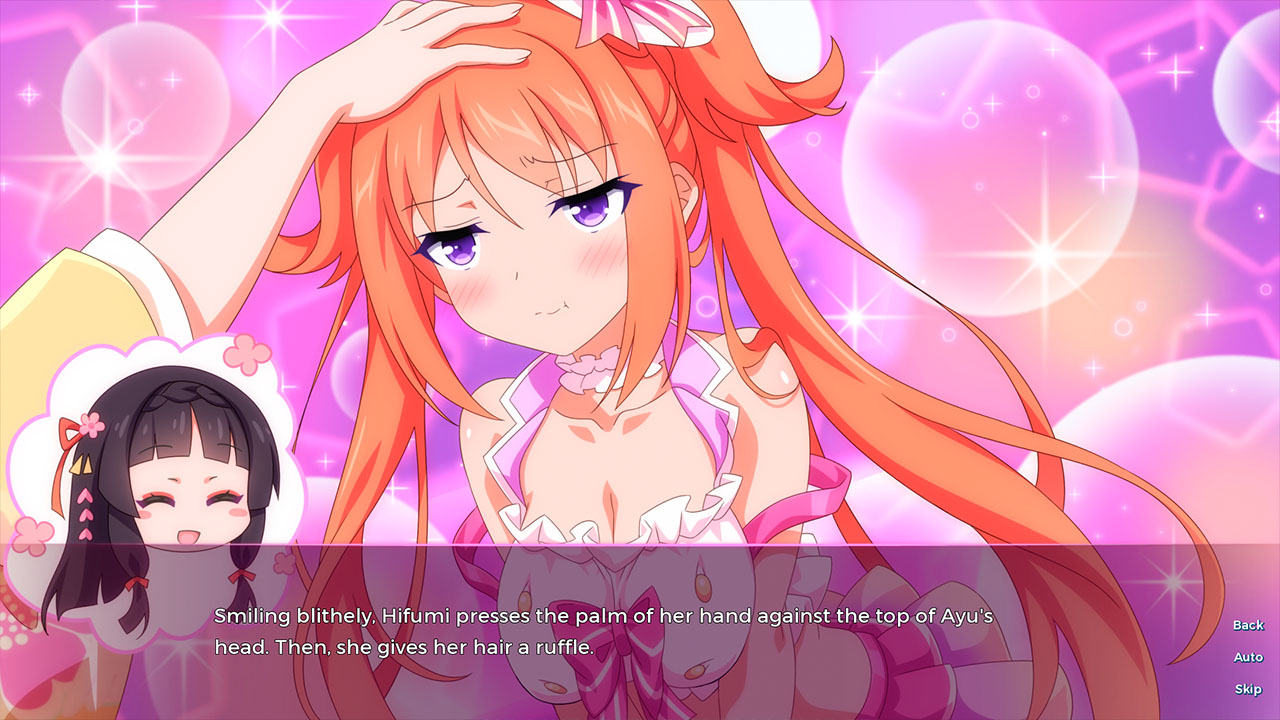 Smiling blithely, Hifumi presses the palm of her hand against the top of Ayu's
head. Then, she gives her hair a ruffle.
Back
Auto
Skip